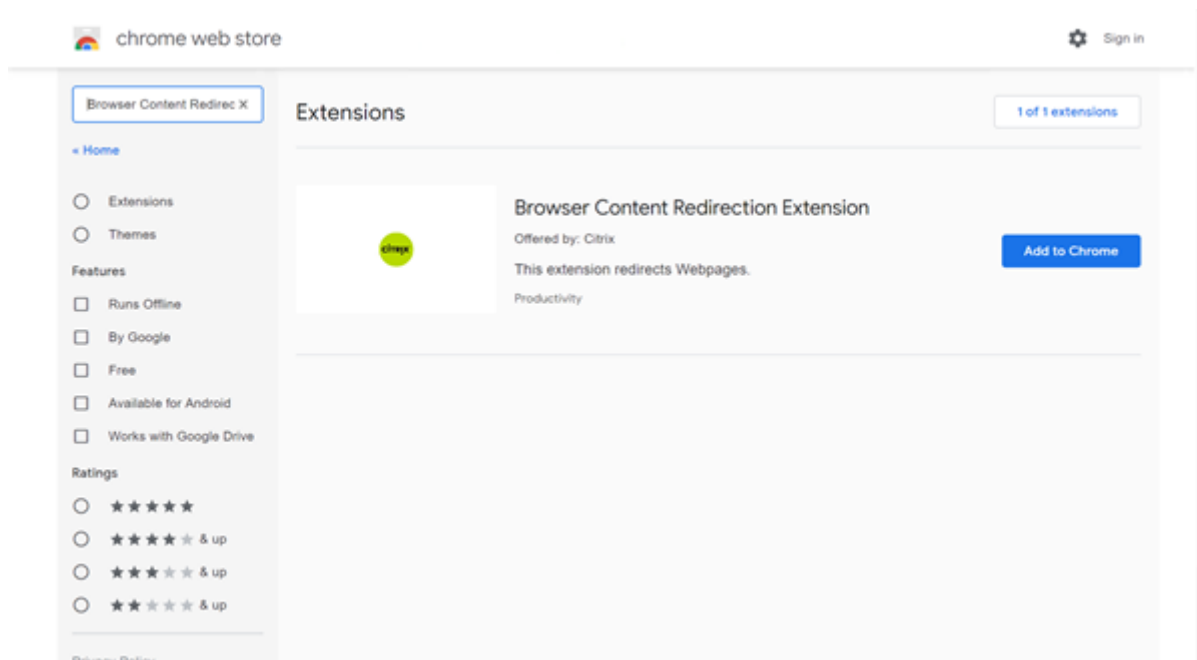 chrome web store
Sign in
Browser Content Redirec
« Home
Extensions
Themes
Features
Runs Offline
By Google
Free
Available for Android
Works with Google Drive
Ratings
& up
& up
& up
Privacy Policy
Extensions
1 of 1 extensions
citrix
Browser Content Redirection Extension
Offered by: Citrix
This extension redirects Webpages.
Productivity
Add to Chrome